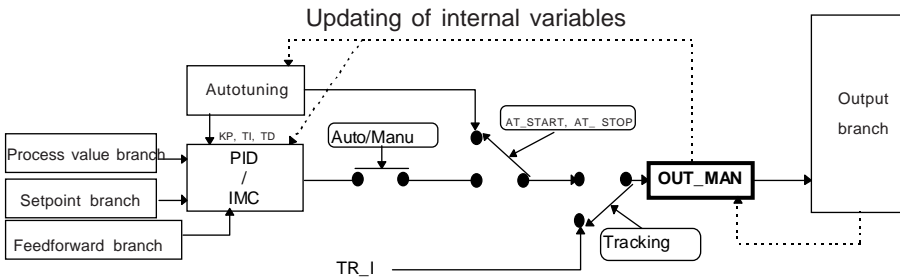 Updating of internal variables
Autotuning
AT_START, AT_ STOP
Output
branch
KP, TI, TD
Auto/Manu
Process value branch
PID
/
IMC
OUT_MAN
Setpoint branch
Feedforward branch
Tracking
TR_I